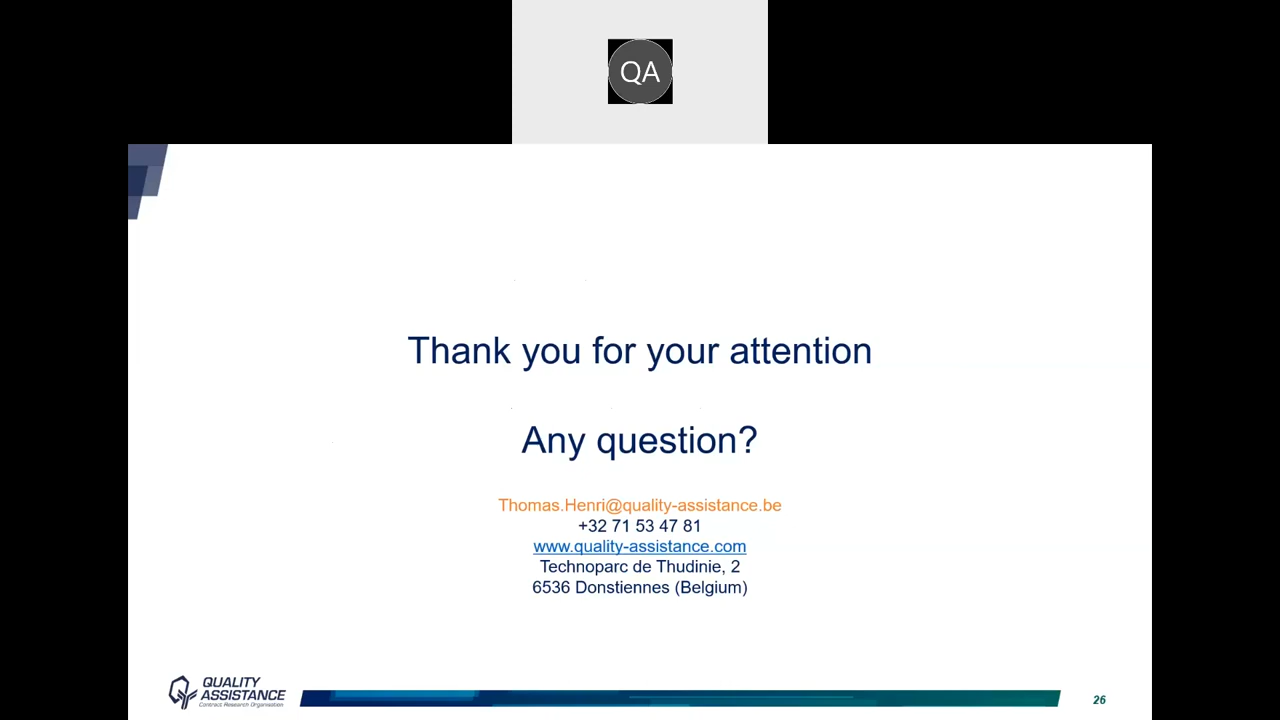 QA
Thank you for your attention
Any question?
Thomas.Henri@quality-assistance.be
+32 71 53 47 81
www.quality-assistance.com
Technoparc de Thudinie, 2
6536 Donstiennes (Belgium)
QUALITY
ASSISTANCE
Contract Research Organisation
26